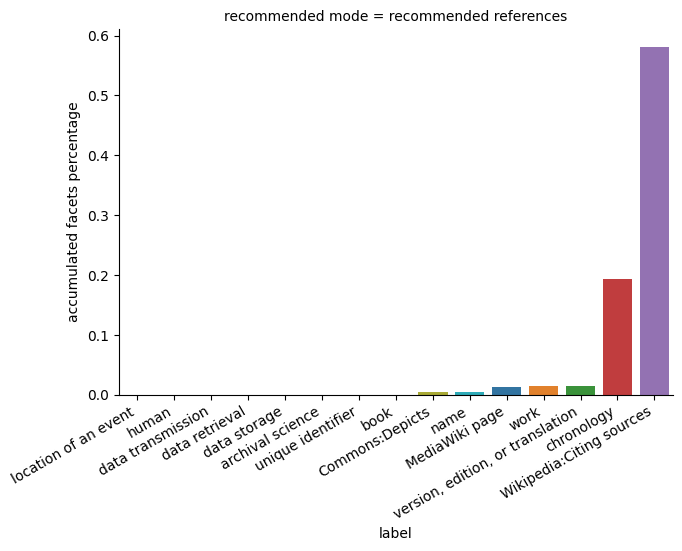 recommended mode = recommended references
accumulated facets percentage
0.6
0.5
0.4
0.3
0.2
0.1
0.0
location of an event
human
data transmission
data retrieval
data storage
archival science
unique identifier
book
Commons:Depicts
name
MediaWiki page
work
version, edition, or translation
chronology
Wikipedia:Citing sources
label